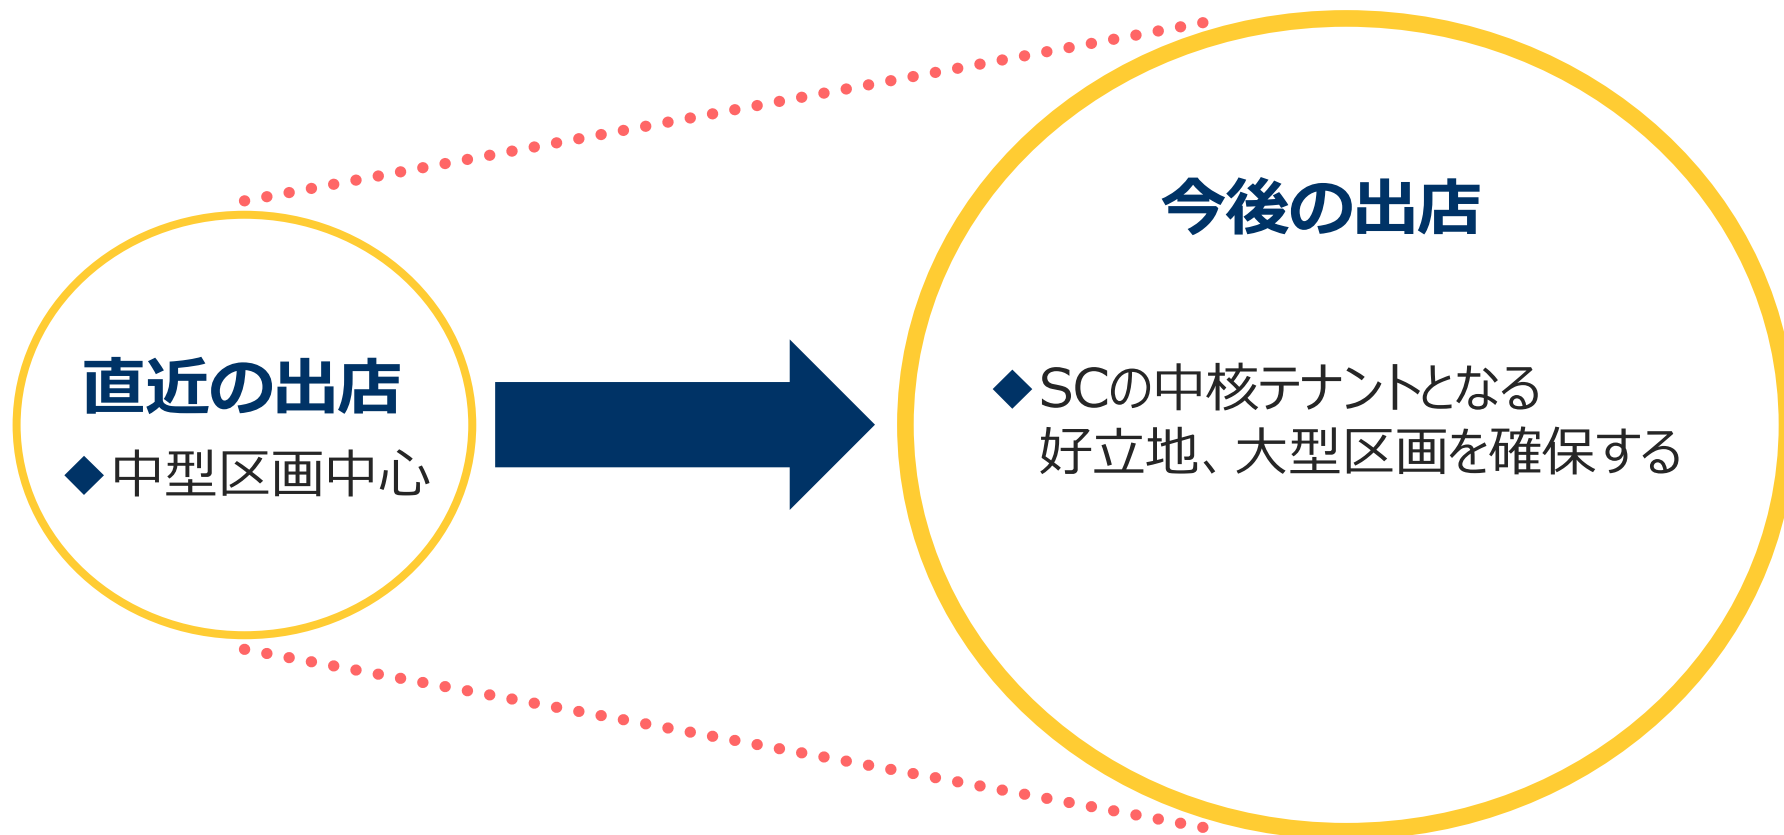 直近の出店
◆中型区画中心
今後の出店
◆SCの中核テナントとなる
好立地、大型区画を確保する